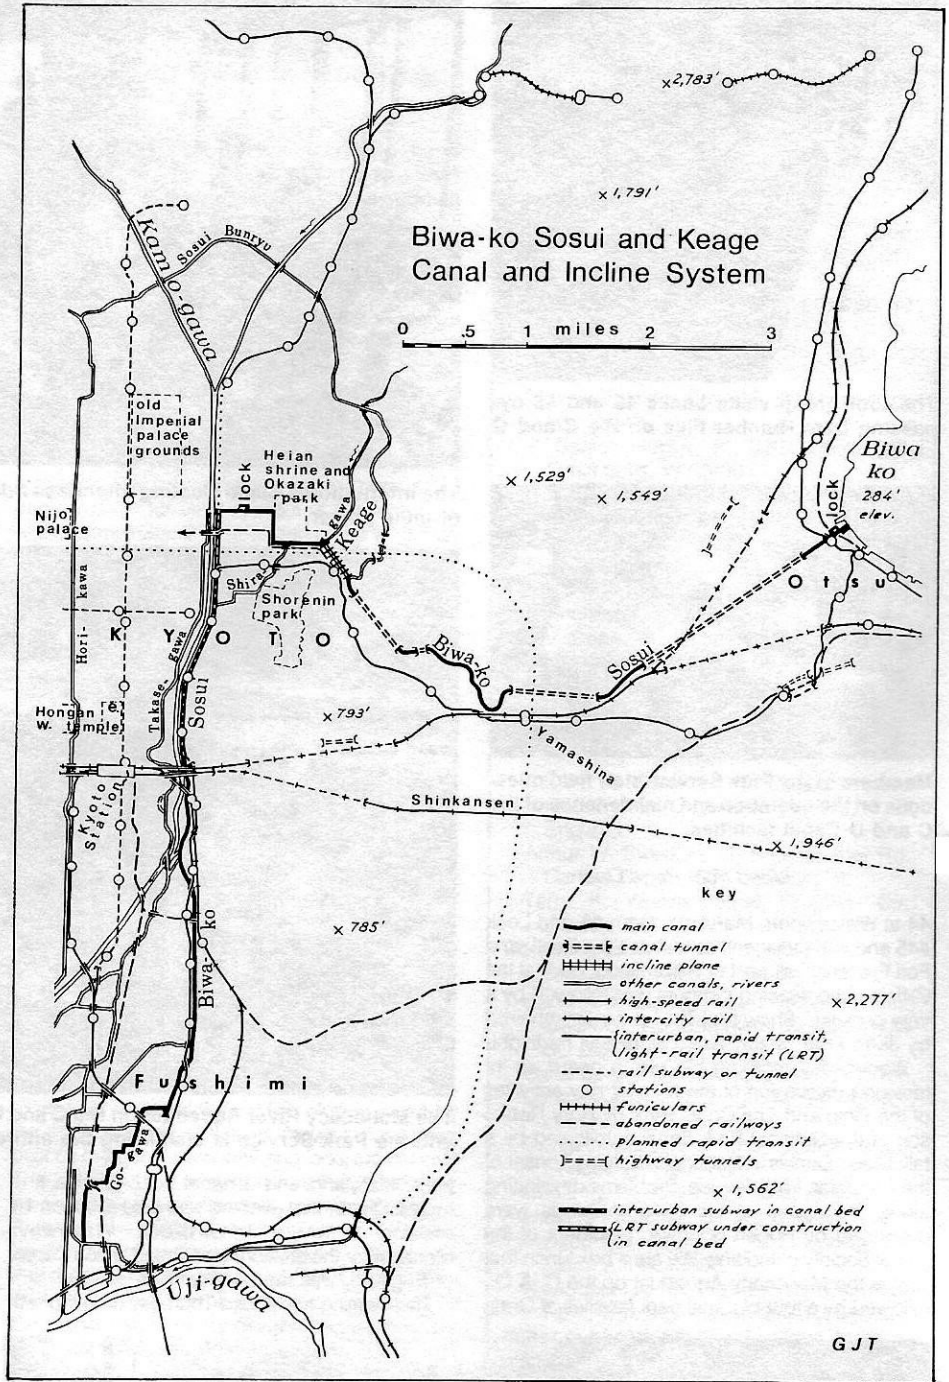 × 2,783'
× 1,791'
Kamo-gawa
Sosui Bunryu
Biwa-ko Sosui and Keage
Canal and Incline System
0 .5 1 miles 2 3
old
Imperial
palace
grounds
lock
Heian
shrine and
Okazaki
park
× 1,529'
× 1,549'
Biwa
ko
284'
elev.
lock
Nijo
palace
Shira-
gawa
Keage
Otsu
Hori-kawa
Shorenin
park
KYOTO
Takase-gawa
Sosui
Biwa-ko
Sosui
Hongan
W. temple
E.
× 793'
Yamashina
Kyoto
Station
Shinkansen
× 1,946'
key
× 785'
Biwa-ko
main canal
canal tunnel
incline plane
other canals, rivers
× 2,277'
high-speed rail
intercity rail
interurban, rapid transit,
light-rail transit (LRT)
rail subway or tunnel
stations
funiculars
abandoned railways
planned rapid transit
highway tunnels
Fushimi
Go-gawa
× 1,562'
interurban subway in canal bed
LRT subway under construction
in canal bed
Uji-gawa
GJT